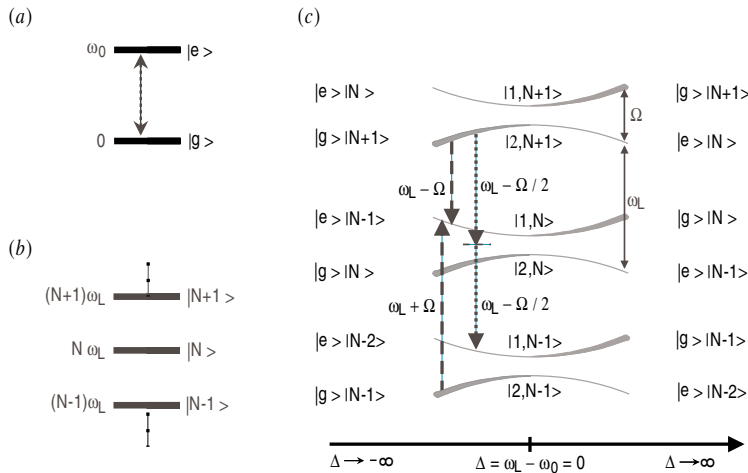 (a)
ω0 |e>
0 |g>
(b)
(N+1)ωL |N+1>
N ωL |N>
(N-1)ωL |N-1>
(c)
|e>|N> |1,N+1> |g>|N+1>
Ω
|g>|N+1> |2,N+1> |e>|N>
ωL – Ω ωL – Ω / 2 ωL
|e>|N-1> |1,N> |g>|N>
|g>|N> |2,N> |e>|N-1>
ωL + Ω ωL – Ω / 2
|e>|N-2> |1,N-1> |g>|N-1>
|g>|N-1> |2,N-1> |e>|N-2>
Δ → -∞ Δ = ωL – ω0 = 0 Δ → ∞